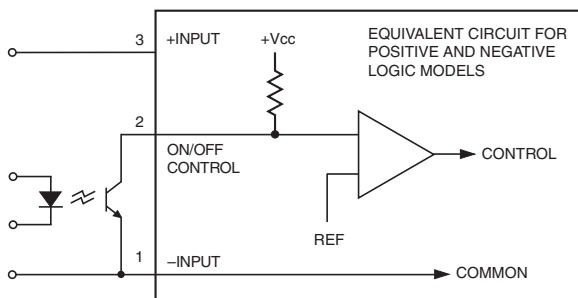 EQUIVALENT CIRCUIT FOR
POSITIVE AND NEGATIVE
LOGIC MODELS
3
+INPUT
+Vcc
2
ON/OFF
CONTROL
CONTROL
REF
1
–INPUT
COMMON